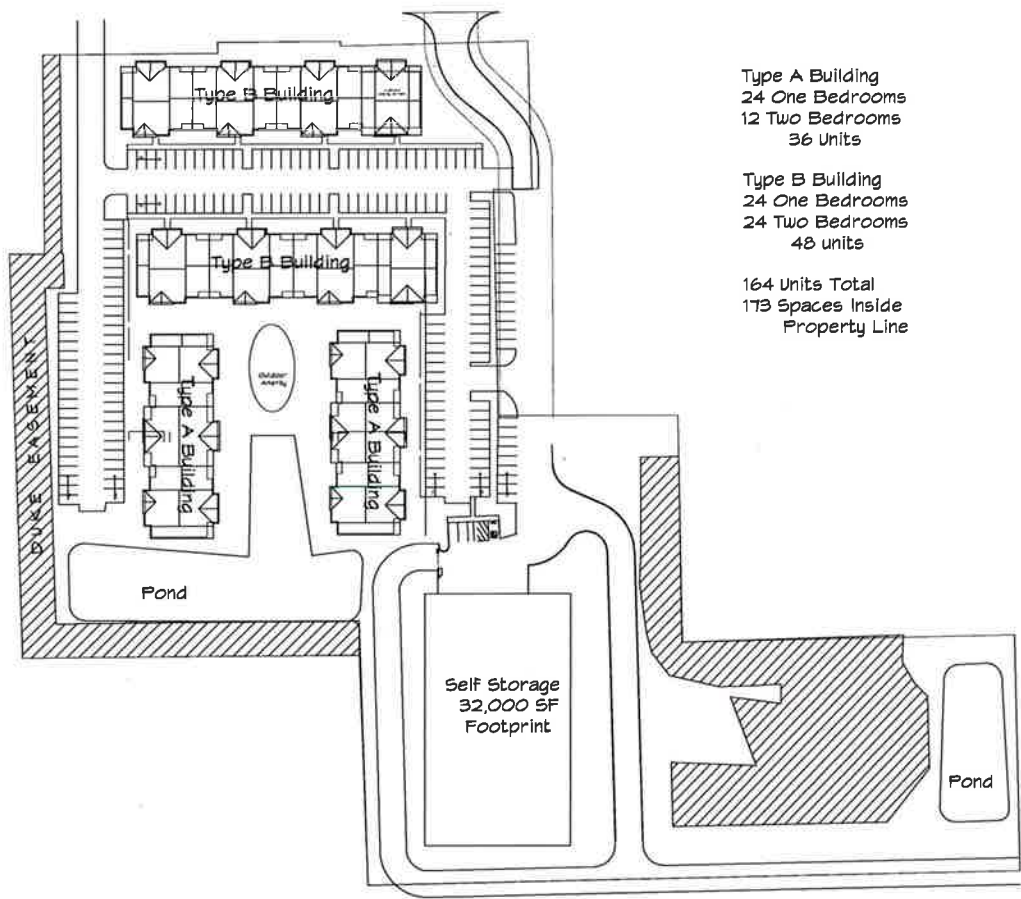 Type A Building
24 One Bedrooms
12 Two Bedrooms
36 Units
Type B Building
24 One Bedrooms
24 Two Bedrooms
48 units
164 Units Total
173 Spaces Inside
Property Line
Type B Building
Type B Building
Outdoor
Amenity
Type A Building
Type A Building
DUKE EASEMENT
Pond
Self Storage
32,000 SF
Footprint
Pond